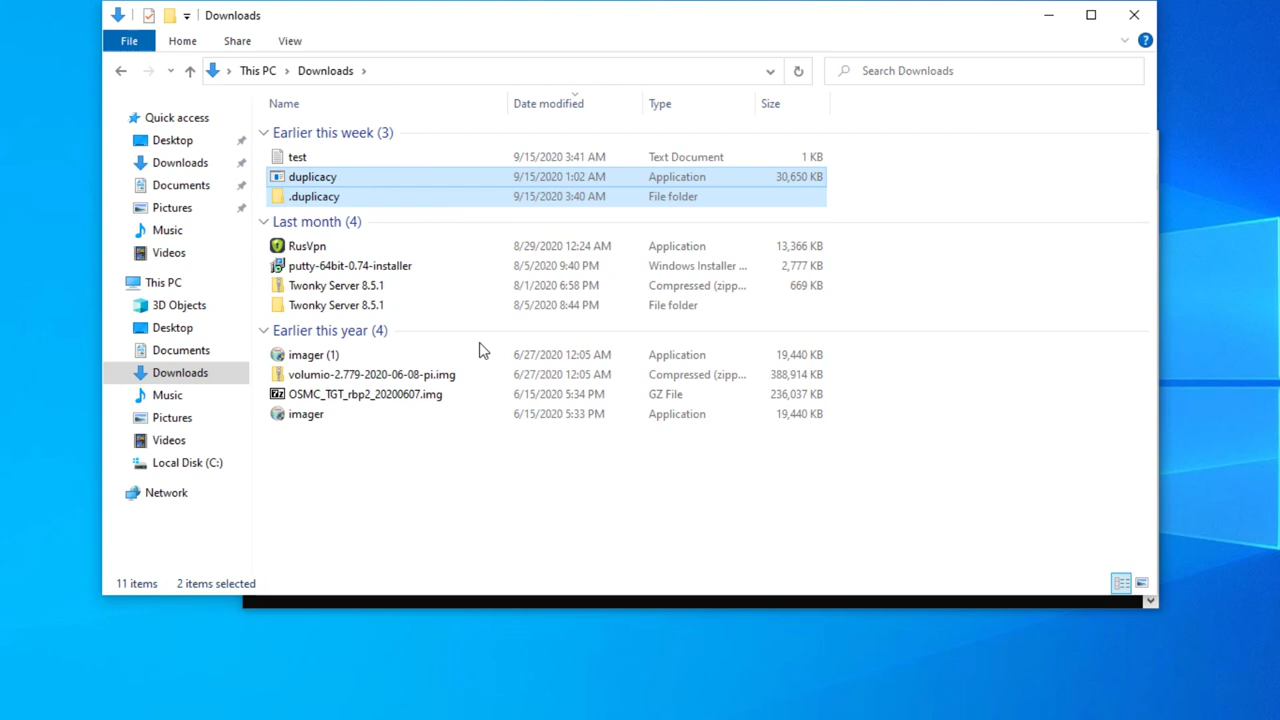 Downloads
File Home Share View
This PC Downloads Search Downloads
Name Date modified Type Size
Quick access
Desktop
Downloads
Documents
Pictures
Music
Videos
This PC
3D Objects
Desktop
Documents
Downloads
Music
Pictures
Videos
Local Disk (C:)
Network
Earlier this week (3)
test 9/15/2020 3:41 AM Text Document 1 KB
duplicacy 9/15/2020 1:02 AM Application 30,650 KB
.duplicacy 9/15/2020 3:40 AM File folder
Last month (4)
RusVpn 8/29/2020 12:24 AM Application 13,366 KB
putty-64bit-0.74-installer 8/5/2020 9:40 PM Windows Installer ... 2,777 KB
Twonky Server 8.5.1 8/1/2020 6:58 PM Compressed (zipp... 669 KB
Twonky Server 8.5.1 8/5/2020 8:44 PM File folder
Earlier this year (4)
imager (1) 6/27/2020 12:05 AM Application 19,440 KB
volumio-2.779-2020-06-08-pi.img 6/27/2020 12:05 AM Compressed (zipp... 388,914 KB
OSMC_TGT_rbp2_20200607.img 6/15/2020 5:34 PM GZ File 236,037 KB
imager 6/15/2020 5:33 PM Application 19,440 KB
11 items 2 items selected